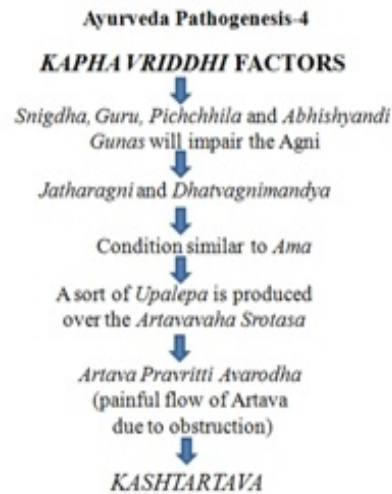 Ayurveda Pathogenesis-4
KAPHA VRIDDHI FACTORS
Snigdha, Guru, Pichchhila and Abhishyandi
Gunas will impair the Agni
Jatharagni and Dhatvagnimandya
Condition similar to Ama
A sort of Upalepa is produced
over the Artavavaha Srotasa
Artava Pravritti Avarodha
(painful flow of Artava
due to obstruction)
KASHTARTAVA